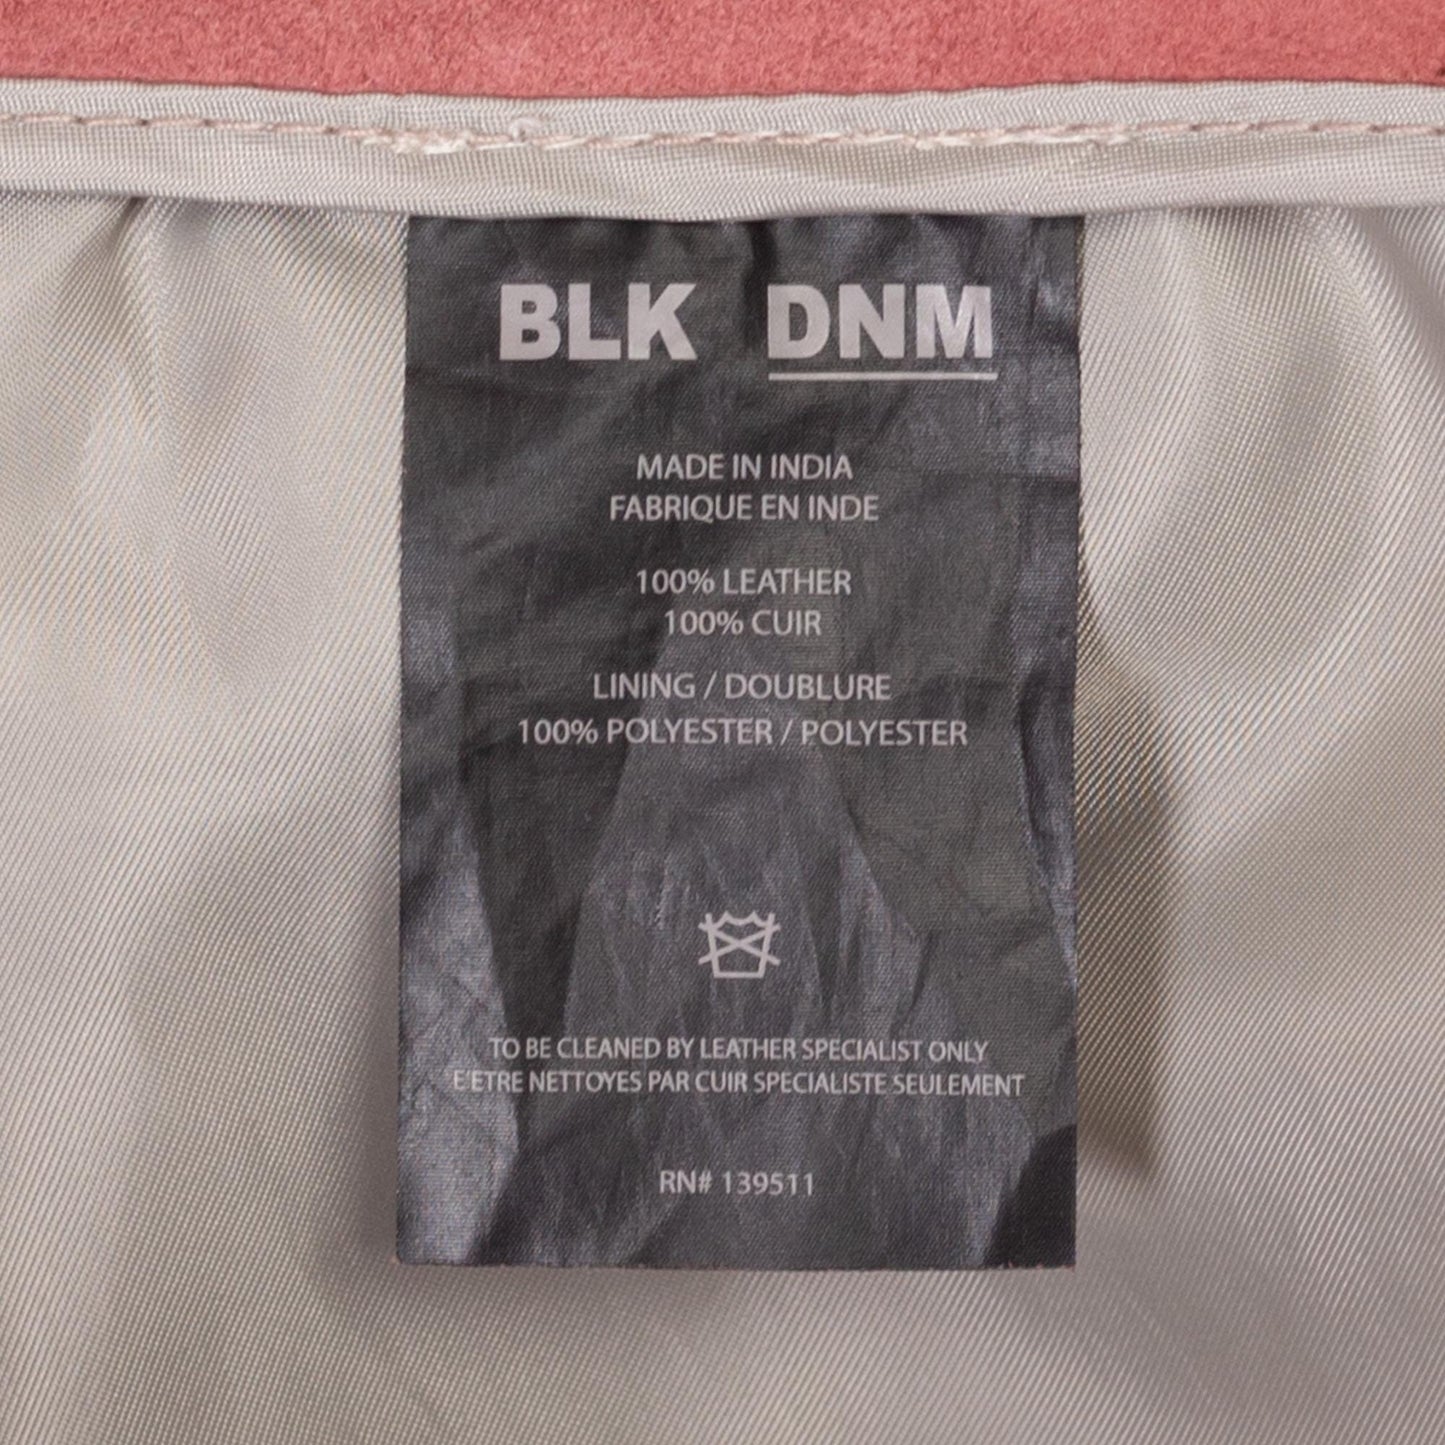 BLK DNM
MADE IN INDIA
FABRIQUE EN INDE
100% LEATHER
100% CUIR
LINING / DOUBLURE
100% POLYESTER / POLYESTER
TO BE CLEANED BY LEATHER SPECIALIST ONLY
E'ETRE NETTOYES PAR CUIR SPECIALISTE SEULEMENT
RN# 139511